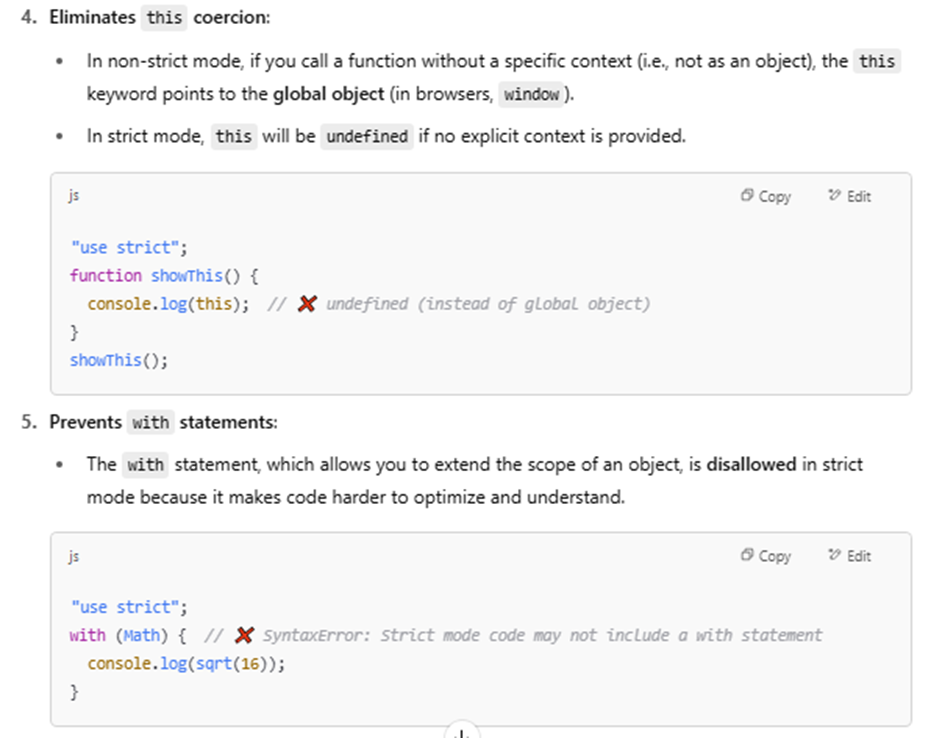 4. Eliminates this coercion:
• In non-strict mode, if you call a function without a specific context (i.e., not as an object), the this
keyword points to the global object (in browsers, window).
• In strict mode, this will be undefined if no explicit context is provided.
js Copy Edit
"use strict";
function showThis() {
  console.log(this);  // ❌ undefined (instead of global object)
}
showThis();
5. Prevents with statements:
• The with statement, which allows you to extend the scope of an object, is disallowed in strict
mode because it makes code harder to optimize and understand.
js Copy Edit
"use strict";
with (Math) {  // ❌ SyntaxError: Strict mode code may not include a with statement
  console.log(sqrt(16));
}